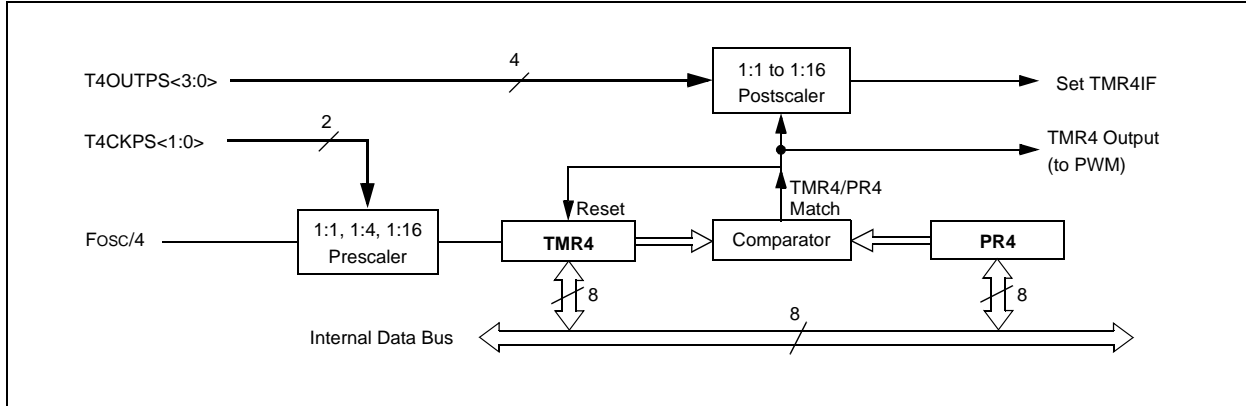 T4OUTPS<3:0>
4
1:1 to 1:16
Postscaler
Set TMR4IF
T4CKPS<1:0>
2
TMR4 Output
(to PWM)
TMR4/PR4
Match
Reset
FOSC/4
1:1, 1:4, 1:16
Prescaler
TMR4
Comparator
PR4
8
8
Internal Data Bus
8